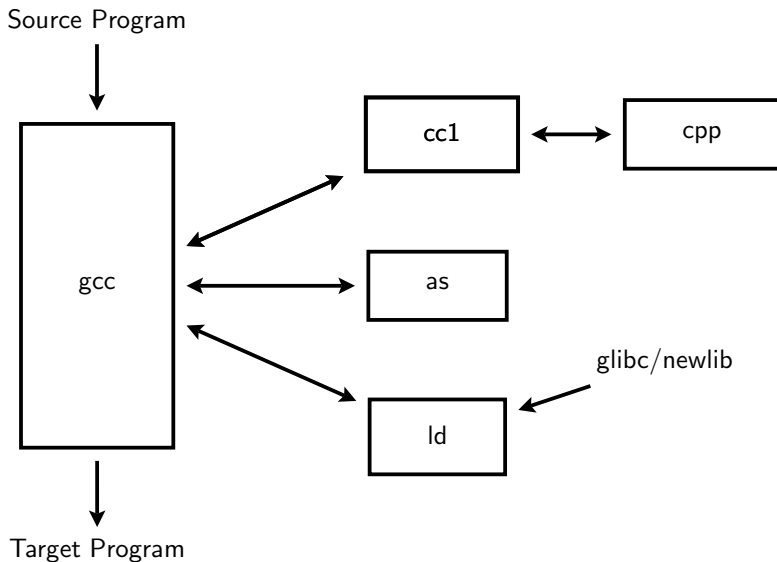 Source Program
cc1
cpp
gcc
as
glibc/newlib
ld
Target Program